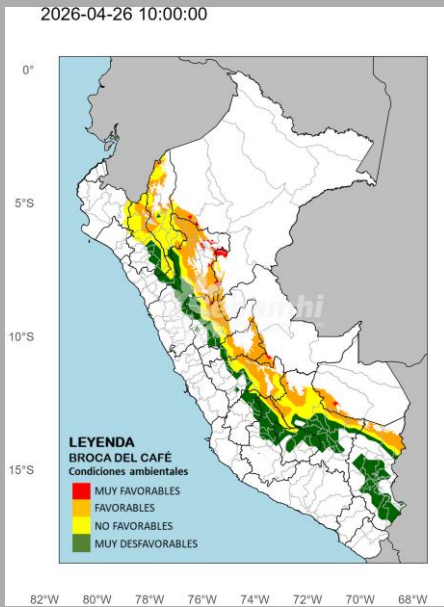 2026-04-26 10:00:00
0°
5°S
10°S
15°S
senamhi
LEYENDA
BROCA DEL CAFÉ
Condiciones ambientales
MUY FAVORABLES
FAVORABLES
NO FAVORABLES
MUY DESFAVORABLES
82°W 80°W 78°W 76°W 74°W 72°W 70°W 68°W